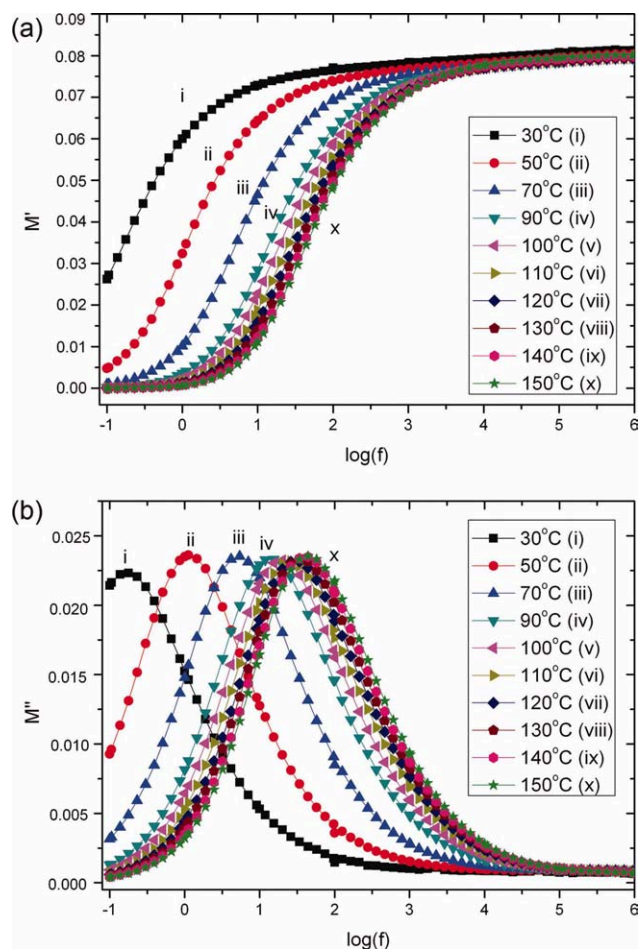 (a)
0.09
0.08
0.07
0.06
0.05
0.04
0.03
0.02
0.01
0.00
M'
i
ii
iii
iv
x
30°C (i)
50°C (ii)
70°C (iii)
90°C (iv)
100°C (v)
110°C (vi)
120°C (vii)
130°C (viii)
140°C (ix)
150°C (x)
-1 0 1 2 3 4 5 6
log(f)
(b)
0.025
0.020
0.015
0.010
0.005
0.000
M"
i
ii
iii
iv
x
30°C (i)
50°C (ii)
70°C (iii)
90°C (iv)
100°C (v)
110°C (vi)
120°C (vii)
130°C (viii)
140°C (ix)
150°C (x)
-1 0 1 2 3 4 5 6
log(f)